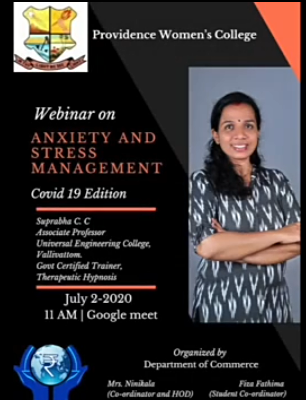 Providence Women's College
Webinar on
ANXIETY AND
STRESS
MANAGEMENT
Covid 19 Edition
Suprabha C. C
Associate Professor
Universal Engineering College,
Vallivattom.
Govt Certified Trainer,
Therapeutic Hypnosis
July 2-2020
11 AM | Google meet
Organized by
Department of Commerce
Mrs. Ninikala
(Co-ordinator and HOD)
Fiza Fathima
(Student Co-ordinator)